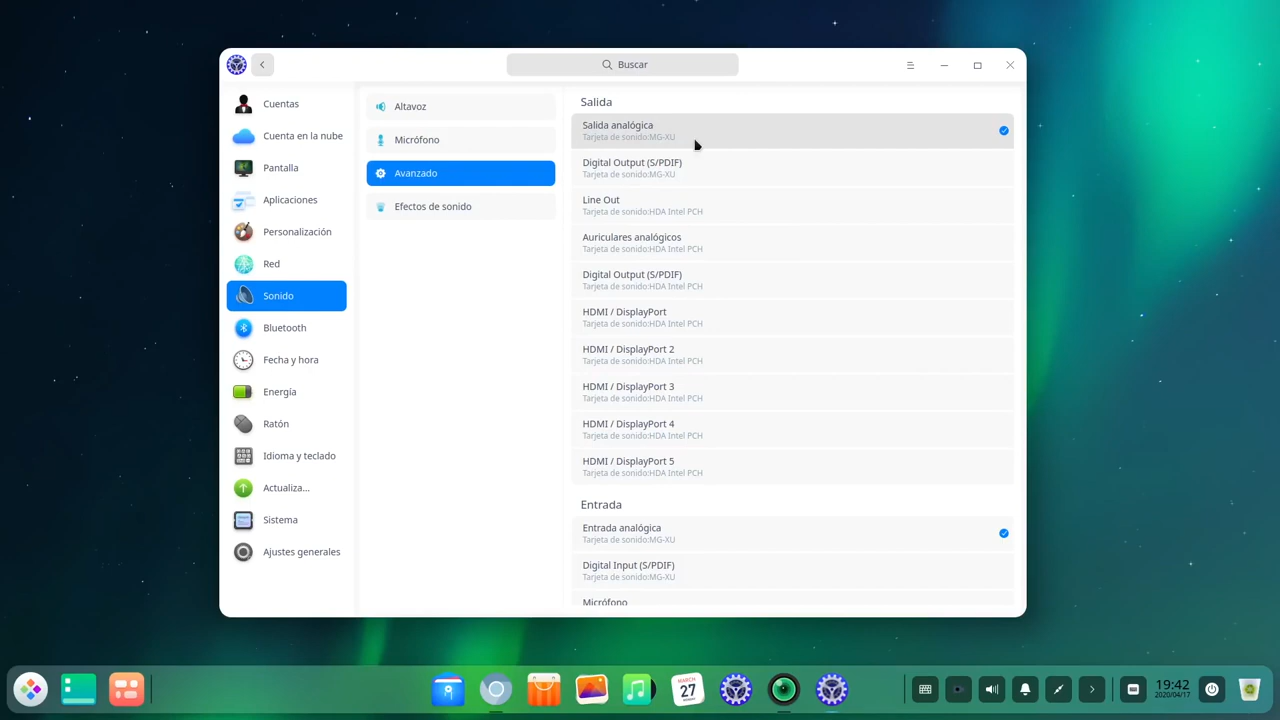 Buscar
Cuentas
Cuenta en la nube
Pantalla
Aplicaciones
Personalización
Red
Sonido
Bluetooth
Fecha y hora
Energía
Ratón
Idioma y teclado
Actualiza...
Sistema
Ajustes generales
Altavoz
Micrófono
Avanzado
Efectos de sonido
Salida
Salida analógica
Tarjeta de sonido:MG-XU
Digital Output (S/PDIF)
Tarjeta de sonido:MG-XU
Line Out
Tarjeta de sonido:HDA Intel PCH
Auriculares analógicos
Tarjeta de sonido:HDA Intel PCH
Digital Output (S/PDIF)
Tarjeta de sonido:HDA Intel PCH
HDMI / DisplayPort
Tarjeta de sonido:HDA Intel PCH
HDMI / DisplayPort 2
Tarjeta de sonido:HDA Intel PCH
HDMI / DisplayPort 3
Tarjeta de sonido:HDA Intel PCH
HDMI / DisplayPort 4
Tarjeta de sonido:HDA Intel PCH
HDMI / DisplayPort 5
Tarjeta de sonido:HDA Intel PCH
Entrada
Entrada analógica
Tarjeta de sonido:MG-XU
Digital Input (S/PDIF)
Tarjeta de sonido:MG-XU
Micrófono
MARCH
27
19:42
2020/04/17